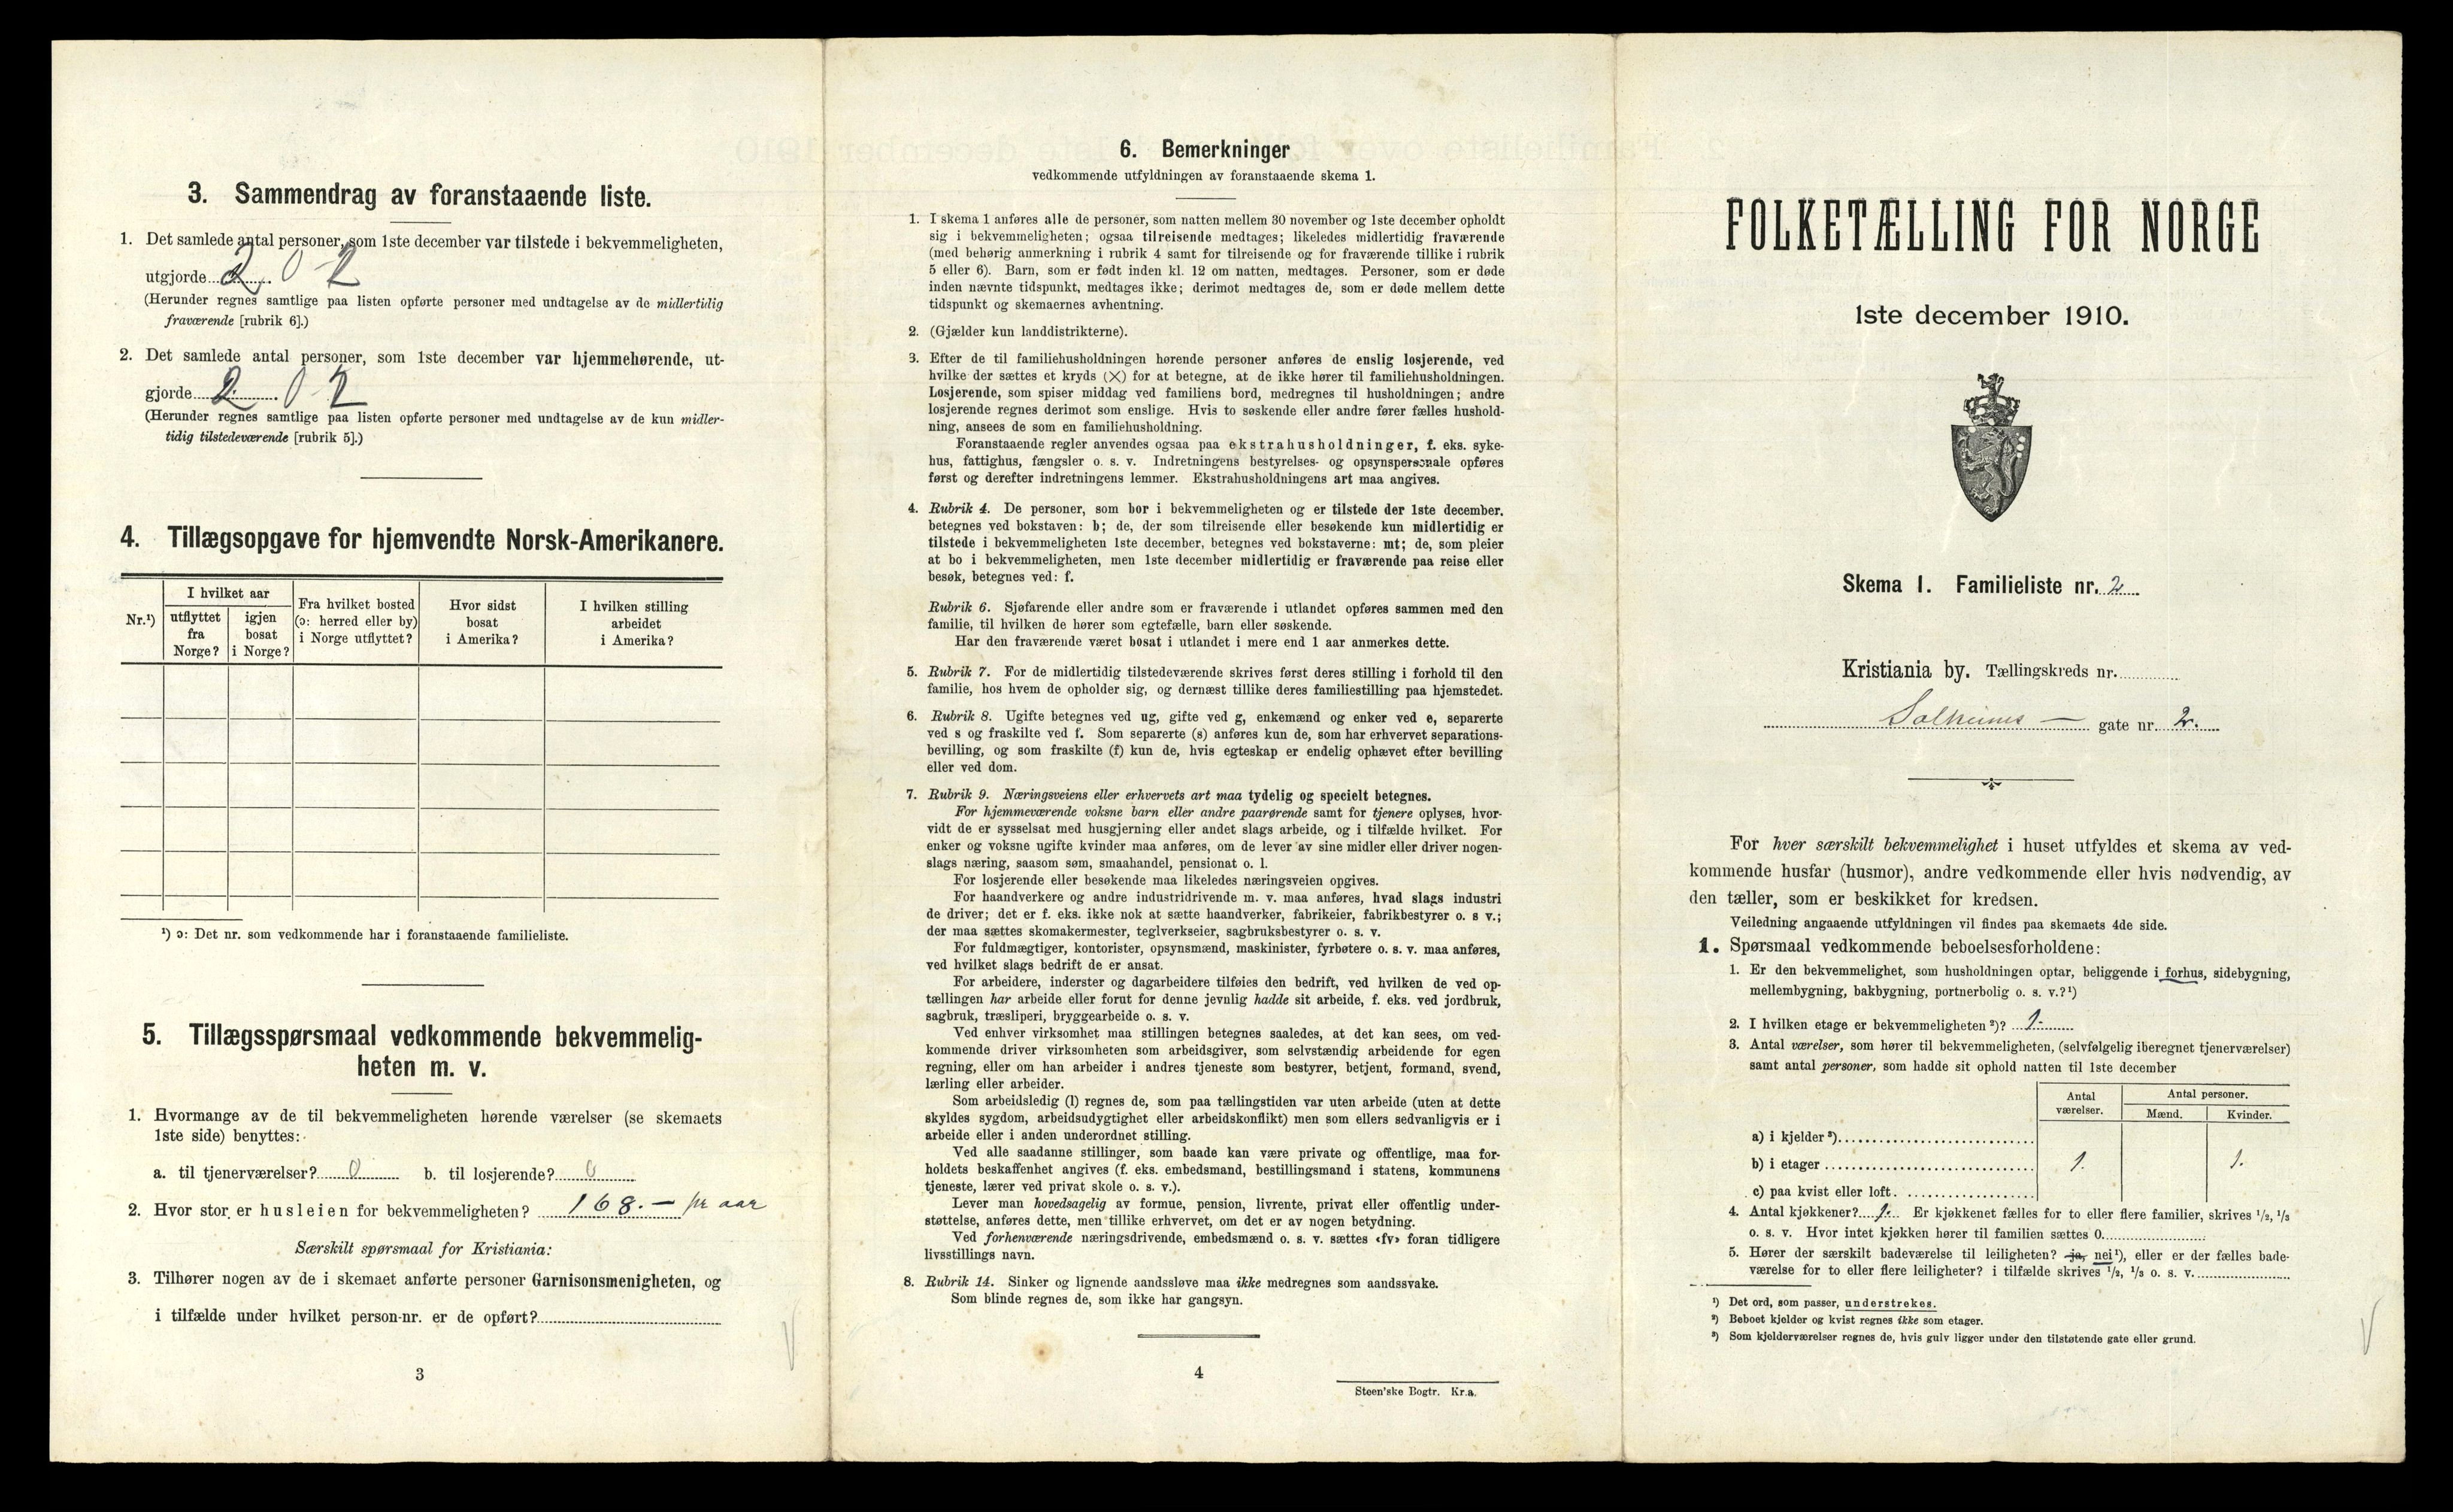 3. Sammendrag av foranstaaende liste.
1. Det samlede antal personer, som 1ste december var tilstede i bekvemmeligheten,
utgjorde 2 0-2
(Herunder regnes samtlige paa listen opførte personer med undtagelse av de midlertidig
fraværende [rubrik 6].)
2. Det samlede antal personer, som 1ste december var hjemmehørende, ut-
gjorde 2. 0-2
(Herunder regnes samtlige paa listen opførte personer med undtagelse av de kun midler-
tidig tilstedeværende [rubrik 5].)
4. Tillægsopgave for hjemvendte Norsk-Amerikanere.
Nr.¹)
I hvilket aar
utflyttet fra Norge?
igjen bosat i Norge?
Fra hvilket bosted (ɔ: herred eller by) i Norge utflyttet?
Hvor sidst bosat i Amerika?
I hvilken stilling arbeidet i Amerika?
¹) ɔ: Det nr. som vedkommende har i foranstaaende familieliste.
5. Tillægsspørsmaal vedkommende bekvemmelig-
heten m. v.
1. Hvormange av de til bekvemmeligheten hørende værelser (se skemaets
1ste side) benyttes:
a. til tjenerværelser? 0 b. til losjerende? 0
2. Hvor stor er husleien for bekvemmeligheten? 168.— pr aar
Særskilt spørsmaal for Kristiania:
3. Tilhører nogen av de i skemaet anførte personer Garnisonsmenigheten, og
i tilfælde under hvilket person-nr. er de opført?
3
6. Bemerkninger
vedkommende utfyldningen av foranstaaende skema 1.
1. I skema 1 anføres alle de personer, som natten mellem 30 november og 1ste december opholdt
sig i bekvemmeligheten; ogsaa tilreisende medtages; likeledes midlertidig fraværende
(med behørig anmerkning i rubrik 4 samt for tilreisende og for fraværende tillike i rubrik
5 eller 6). Barn, som er født inden kl. 12 om natten, medtages. Personer, som er døde
inden nævnte tidspunkt, medtages ikke; derimot medtages de, som er døde mellem dette
tidspunkt og skemaernes avhentning.
2. (Gjælder kun landdistrikterne).
3. Efter de til familiehusholdningen hørende personer anføres de enslig losjerende, ved
hvilke der sættes et kryds (×) for at betegne, at de ikke hører til familiehusholdningen.
Losjerende, som spiser middag ved familiens bord, medregnes til husholdningen; andre
losjerende regnes derimot som enslige. Hvis to søskende eller andre fører fælles hushold-
ning, ansees de som en familiehusholdning.
Foranstaaende regler anvendes ogsaa paa ekstrahusholdninger, f. eks. syke-
hus, fattighus, fængsler o. s. v. Indretningens bestyrelses- og opsynspersonale opføres
først og derefter indretningens lemmer. Ekstrahusholdningens art maa angives.
4. Rubrik 4. De personer, som bor i bekvemmeligheten og er tilstede der 1ste december,
betegnes ved bokstaven: b; de, der som tilreisende eller besøkende kun midlertidig er
tilstede i bekvemmeligheten 1ste december, betegnes ved bokstaverne: mt; de, som pleier
at bo i bekvemmeligheten, men 1ste december midlertidig er fraværende paa reise eller
besøk, betegnes ved: f.
Rubrik 6. Sjøfarende eller andre som er fraværende i utlandet opføres sammen med den
familie, til hvilken de hører som egtefælle, barn eller søskende.
Har den fraværende været bosat i utlandet i mere end 1 aar anmerkes dette.
5. Rubrik 7. For de midlertidig tilstedeværende skrives først deres stilling i forhold til den
familie, hos hvem de opholder sig, og dernæst tillike deres familiestilling paa hjemstedet.
6. Rubrik 8. Ugifte betegnes ved ug, gifte ved g, enkemænd og enker ved e, separerte
ved s og fraskilte ved f. Som separerte (s) anføres kun de, som har erhvervet separations-
bevilling, og som fraskilte (f) kun de, hvis egteskap er endelig ophævet efter bevilling
eller ved dom.
7. Rubrik 9. Næringsveiens eller erhvervets art maa tydelig og specielt betegnes.
For hjemmeværende voksne barn eller andre paarørende samt for tjenere oplyses, hvor-
vidt de er sysselsat med husgjerning eller andet slags arbeide, og i tilfælde hvilket. For
enker og voksne ugifte kvinder maa anføres, om de lever av sine midler eller driver nogen-
slags næring, saasom søm, smaahandel, pensionat o. l.
For losjerende eller besøkende maa likeledes næringsveien opgives.
For haandverkere og andre industridrivende m. v. maa anføres, hvad slags industri
de driver; det er f. eks. ikke nok at sætte haandverker, fabrikeier, fabrikbestyrer o. s v.;
der maa sættes skomakermester, teglverkseier, sagbruksbestyrer o. s. v.
For fuldmægtiger, kontorister, opsynsmænd, maskinister, fyrbøtere o. s. v. maa anføres,
ved hvilket slags bedrift de er ansat.
For arbeidere, inderster og dagarbeidere tilføies den bedrift, ved hvilken de ved op-
tællingen har arbeide eller forut for denne jevnlig hadde sit arbeide, f. eks. ved jordbruk,
sagbruk, træsliperi, bryggearbeide o. s. v.
Ved enhver virksomhet maa stillingen betegnes saaledes, at det kan sees, om ved-
kommende driver virksomheten som arbeidsgiver, som selvstændig arbeidende for egen
regning, eller om han arbeider i andres tjeneste som bestyrer, betjent, formand, svend,
lærling eller arbeider.
Som arbeidsledig (l) regnes de, som paa tællingstiden var uten arbeide (uten at dette
skyldes sygdom, arbeidsudygtighet eller arbeidskonflikt) men som ellers sedvanligvis er i
arbeide eller i anden underordnet stilling.
Ved alle saadanne stillinger, som baade kan være private og offentlige, maa for-
holdets beskaffenhet angives (f. eks. embedsmand, bestillingsmand i statens, kommunens
tjeneste, lærer ved privat skole o. s. v.).
Lever man hovedsagelig av formue, pension, livrente, privat eller offentlig under-
støttelse, anføres dette, men tillike erhvervet, om det er av nogen betydning.
Ved forhenværende næringsdrivende, embedsmænd o. s. v. sættes «fv» foran tidligere
livsstillings navn.
8. Rubrik 14. Sinker og lignende aandssløve maa ikke medregnes som aandssvake.
Som blinde regnes de, som ikke har gangsyn.
4
Steen'ske Bogtr. Kr.a.
FOLKETÆLLING FOR NORGE
1ste december 1910.
Skema 1. Familieliste nr. 2
Kristiania by. Tællingskreds nr.
Solheims — gate nr. 2.
For hver særskilt bekvemmelighet i huset utfyldes et skema av ved-
kommende husfar (husmor), andre vedkommende eller hvis nødvendig, av
den tæller, som er beskikket for kredsen.
Veiledning angaaende utfyldningen vil findes paa skemaets 4de side.
1. Spørsmaal vedkommende beboelsesforholdene:
1. Er den bekvemmelighet, som husholdningen optar, beliggende i forhus, sidebygning,
mellembygning, bakbygning, portnerbolig o. s. v.?¹)
2. I hvilken etage er bekvemmeligheten ²)? 1.
3. Antal værelser, som hører til bekvemmeligheten, (selvfølgelig iberegnet tjenerværelser)
samt antal personer, som hadde sit ophold natten til 1ste december
Antal værelser.
Antal personer.
Mænd. Kvinder.
a) i kjelder ³)
b) i etager 1. 1.
c) paa kvist eller loft.
4. Antal kjøkkener? 1. Er kjøkkenet fælles for to eller flere familier, skrives ¹/₂, ¹/₃
o. s. v. Hvor intet kjøkken hører til familien sættes 0.
5. Hører der særskilt badeværelse til leiligheten? ja, nei ¹), eller er der fælles bade-
værelse for to eller flere leiligheter? i tilfælde skrives ¹/₂, ¹/₃ o. s. v.
¹) Det ord, som passer, understrekes.
²) Beboet kjelder og kvist regnes ikke som etager.
³) Som kjelderværelser regnes de, hvis gulv ligger under den tilstøtende gate eller grund.